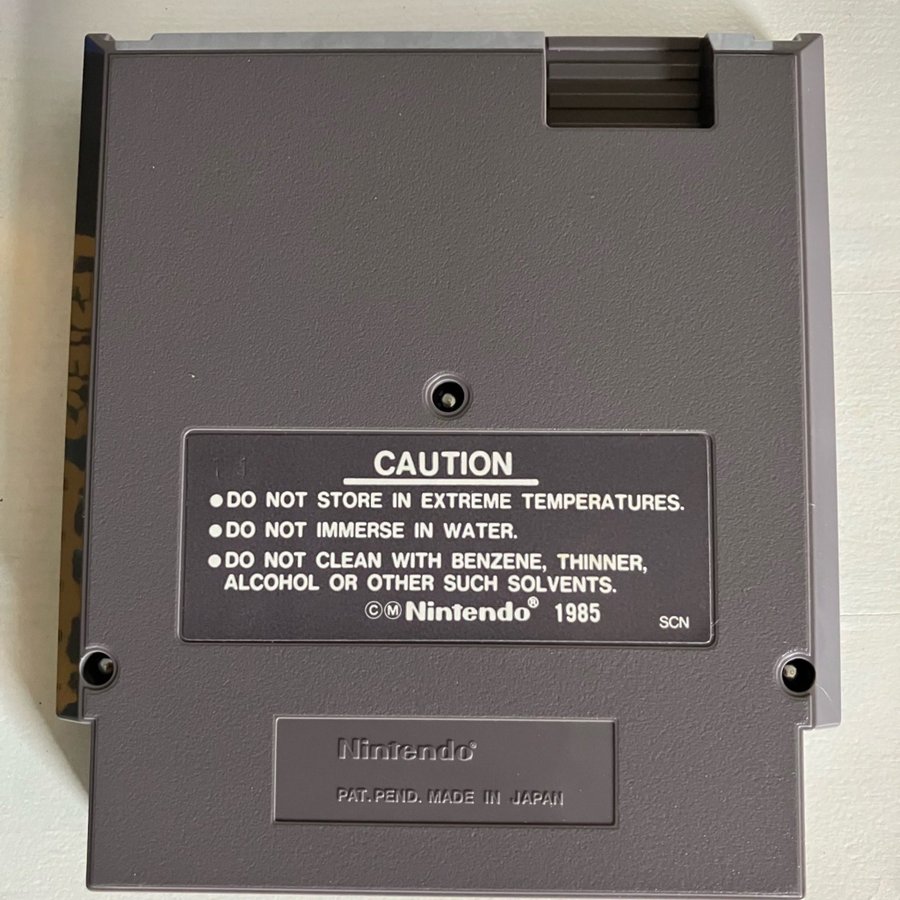 CAUTION
●DO NOT STORE IN EXTREME TEMPERATURES.
●DO NOT IMMERSE IN WATER.
●DO NOT CLEAN WITH BENZENE, THINNER,
ALCOHOL OR OTHER SUCH SOLVENTS.
ⒸⓂNintendo® 1985
SCN
Nintendo®
PAT. PEND. MADE IN JAPAN